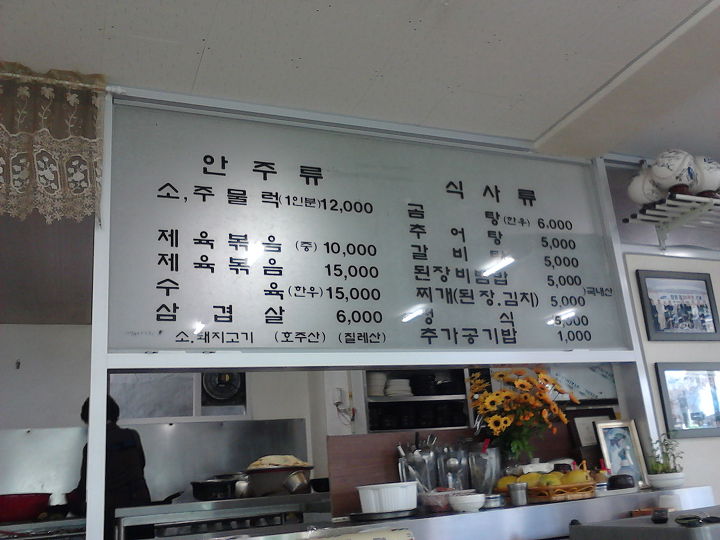 안주류
소,주물럭(1인분)12,000
제육볶음(중) 10,000
제육볶음 15,000
수육(한우)15,000
삼겹살 6,000
소,돼지고기 (호주산) (칠레산)
식사류
곰탕(한우) 6.000
추어탕 5,000
갈비탕 5,000
된장비빔밥 5,000
찌개(된장.김치) 5,000 )국내산
정식 6,000
추가공기밥 1,000